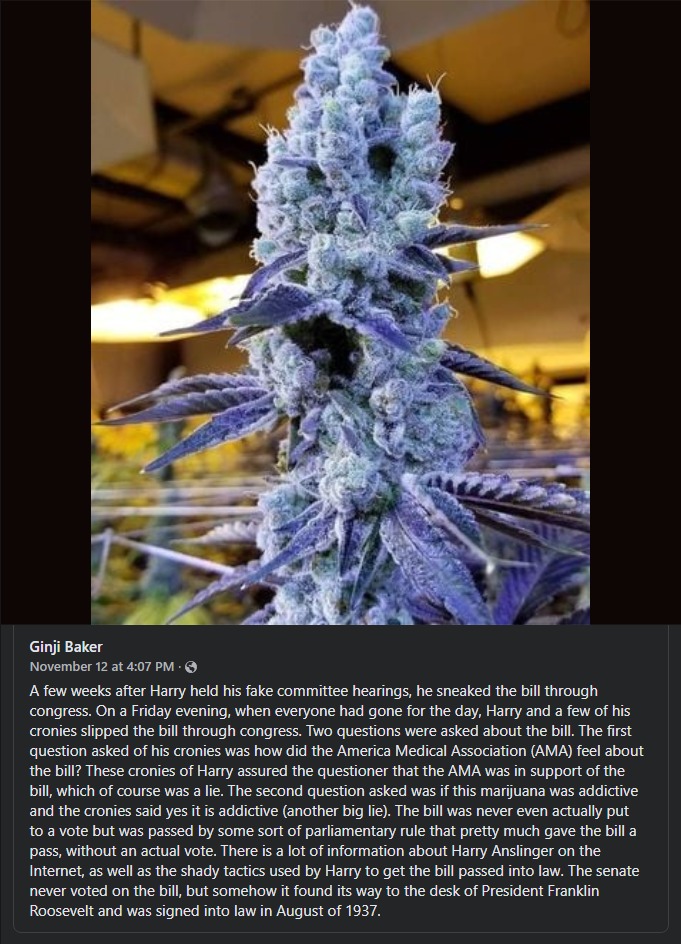 Ginji Baker
November 12 at 4:07 PM ·
A few weeks after Harry held his fake committee hearings, he sneaked the bill through
congress. On a Friday evening, when everyone had gone for the day, Harry and a few of his
cronies slipped the bill through congress. Two questions were asked about the bill. The first
question asked of his cronies was how did the America Medical Association (AMA) feel about
the bill? These cronies of Harry assured the questioner that the AMA was in support of the
bill, which of course was a lie. The second question asked was if this marijuana was addictive
and the cronies said yes it is addictive (another big lie). The bill was never even actually put
to a vote but was passed by some sort of parliamentary rule that pretty much gave the bill a
pass, without an actual vote. There is a lot of information about Harry Anslinger on the
Internet, as well as the shady tactics used by Harry to get the bill passed into law. The senate
never voted on the bill, but somehow it found its way to the desk of President Franklin
Roosevelt and was signed into law in August of 1937.